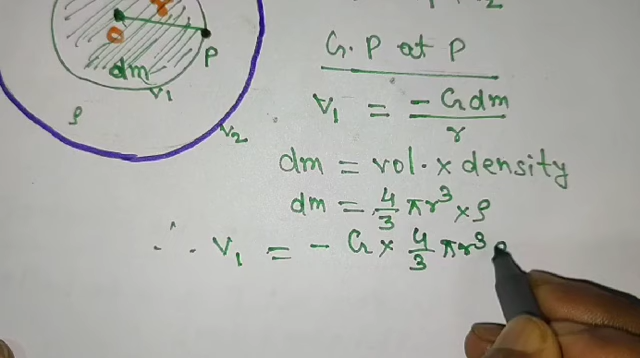 O
r
P
dm
V₁
ρ
V₂
G.P at P
V₁ = -Gdm/r
dm = vol. x density
dm = 4/3 πr³ × ρ
∴ V₁ = - G × 4/3 πr³ ρ